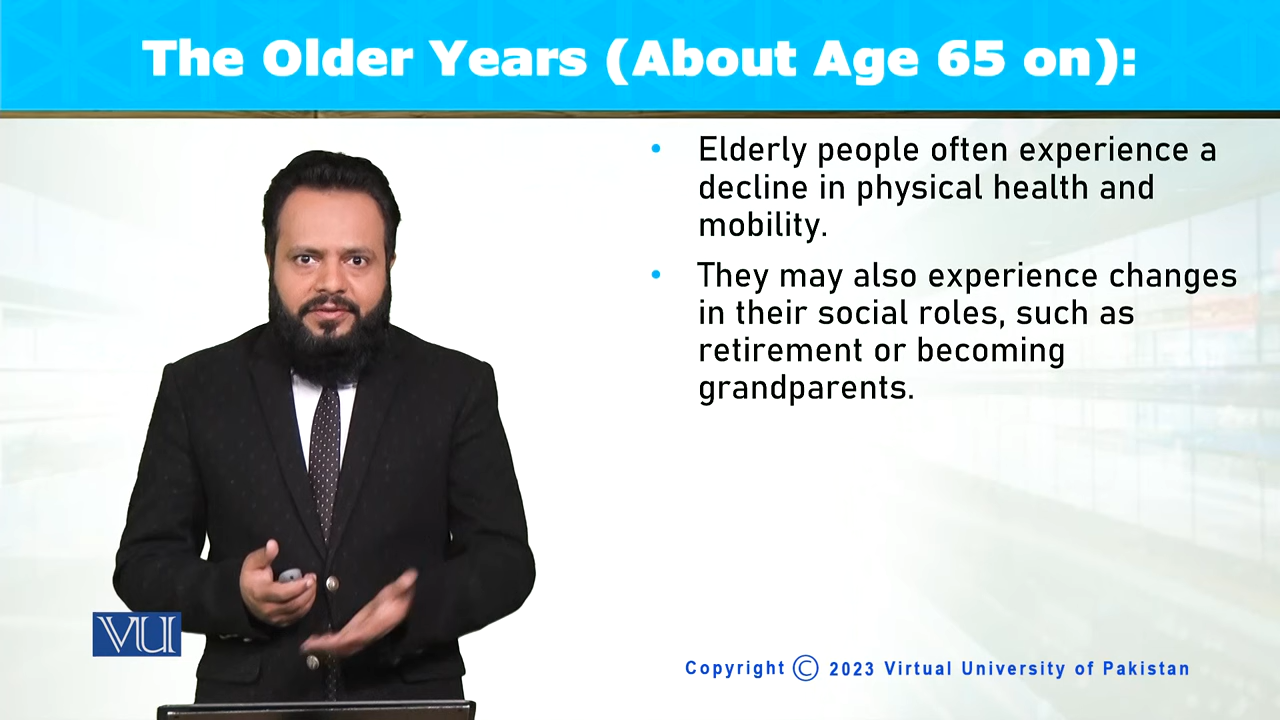 The Older Years (About Age 65 on):
• Elderly people often experience a
decline in physical health and
mobility.
• They may also experience changes
in their social roles, such as
retirement or becoming
grandparents.
VU
Copyright © 2023 Virtual University of Pakistan